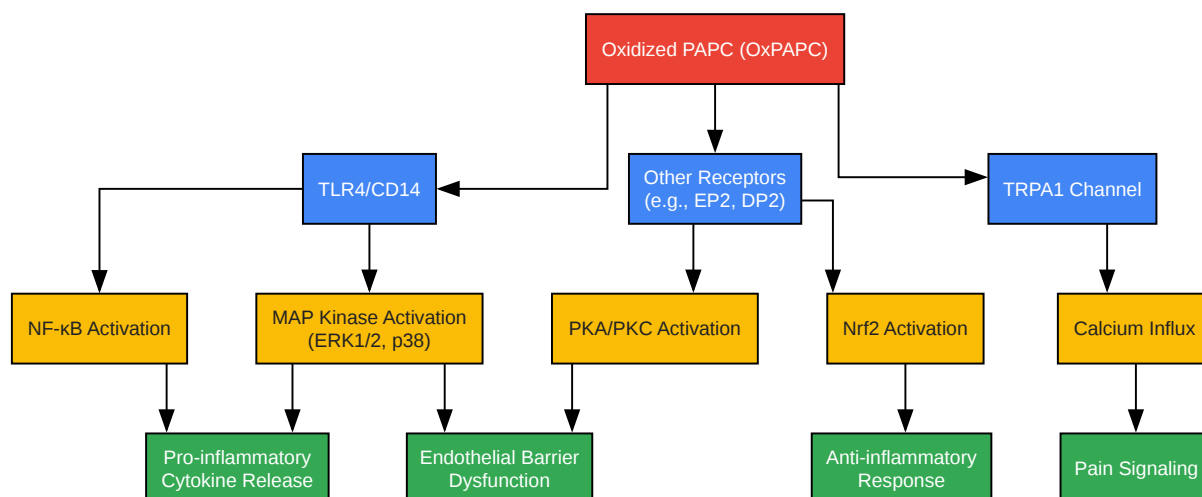 Oxidized PAPC (OxPAPC)
TLR4/CD14
Other Receptors
(e.g., EP2, DP2)
TRPA1 Channel
NF-κB Activation
MAP Kinase Activation
(ERK1/2, p38)
PKA/PKC Activation
Nrf2 Activation
Calcium Influx
Pro-inflammatory
Cytokine Release
Endothelial Barrier
Dysfunction
Anti-inflammatory
Response
Pain Signaling